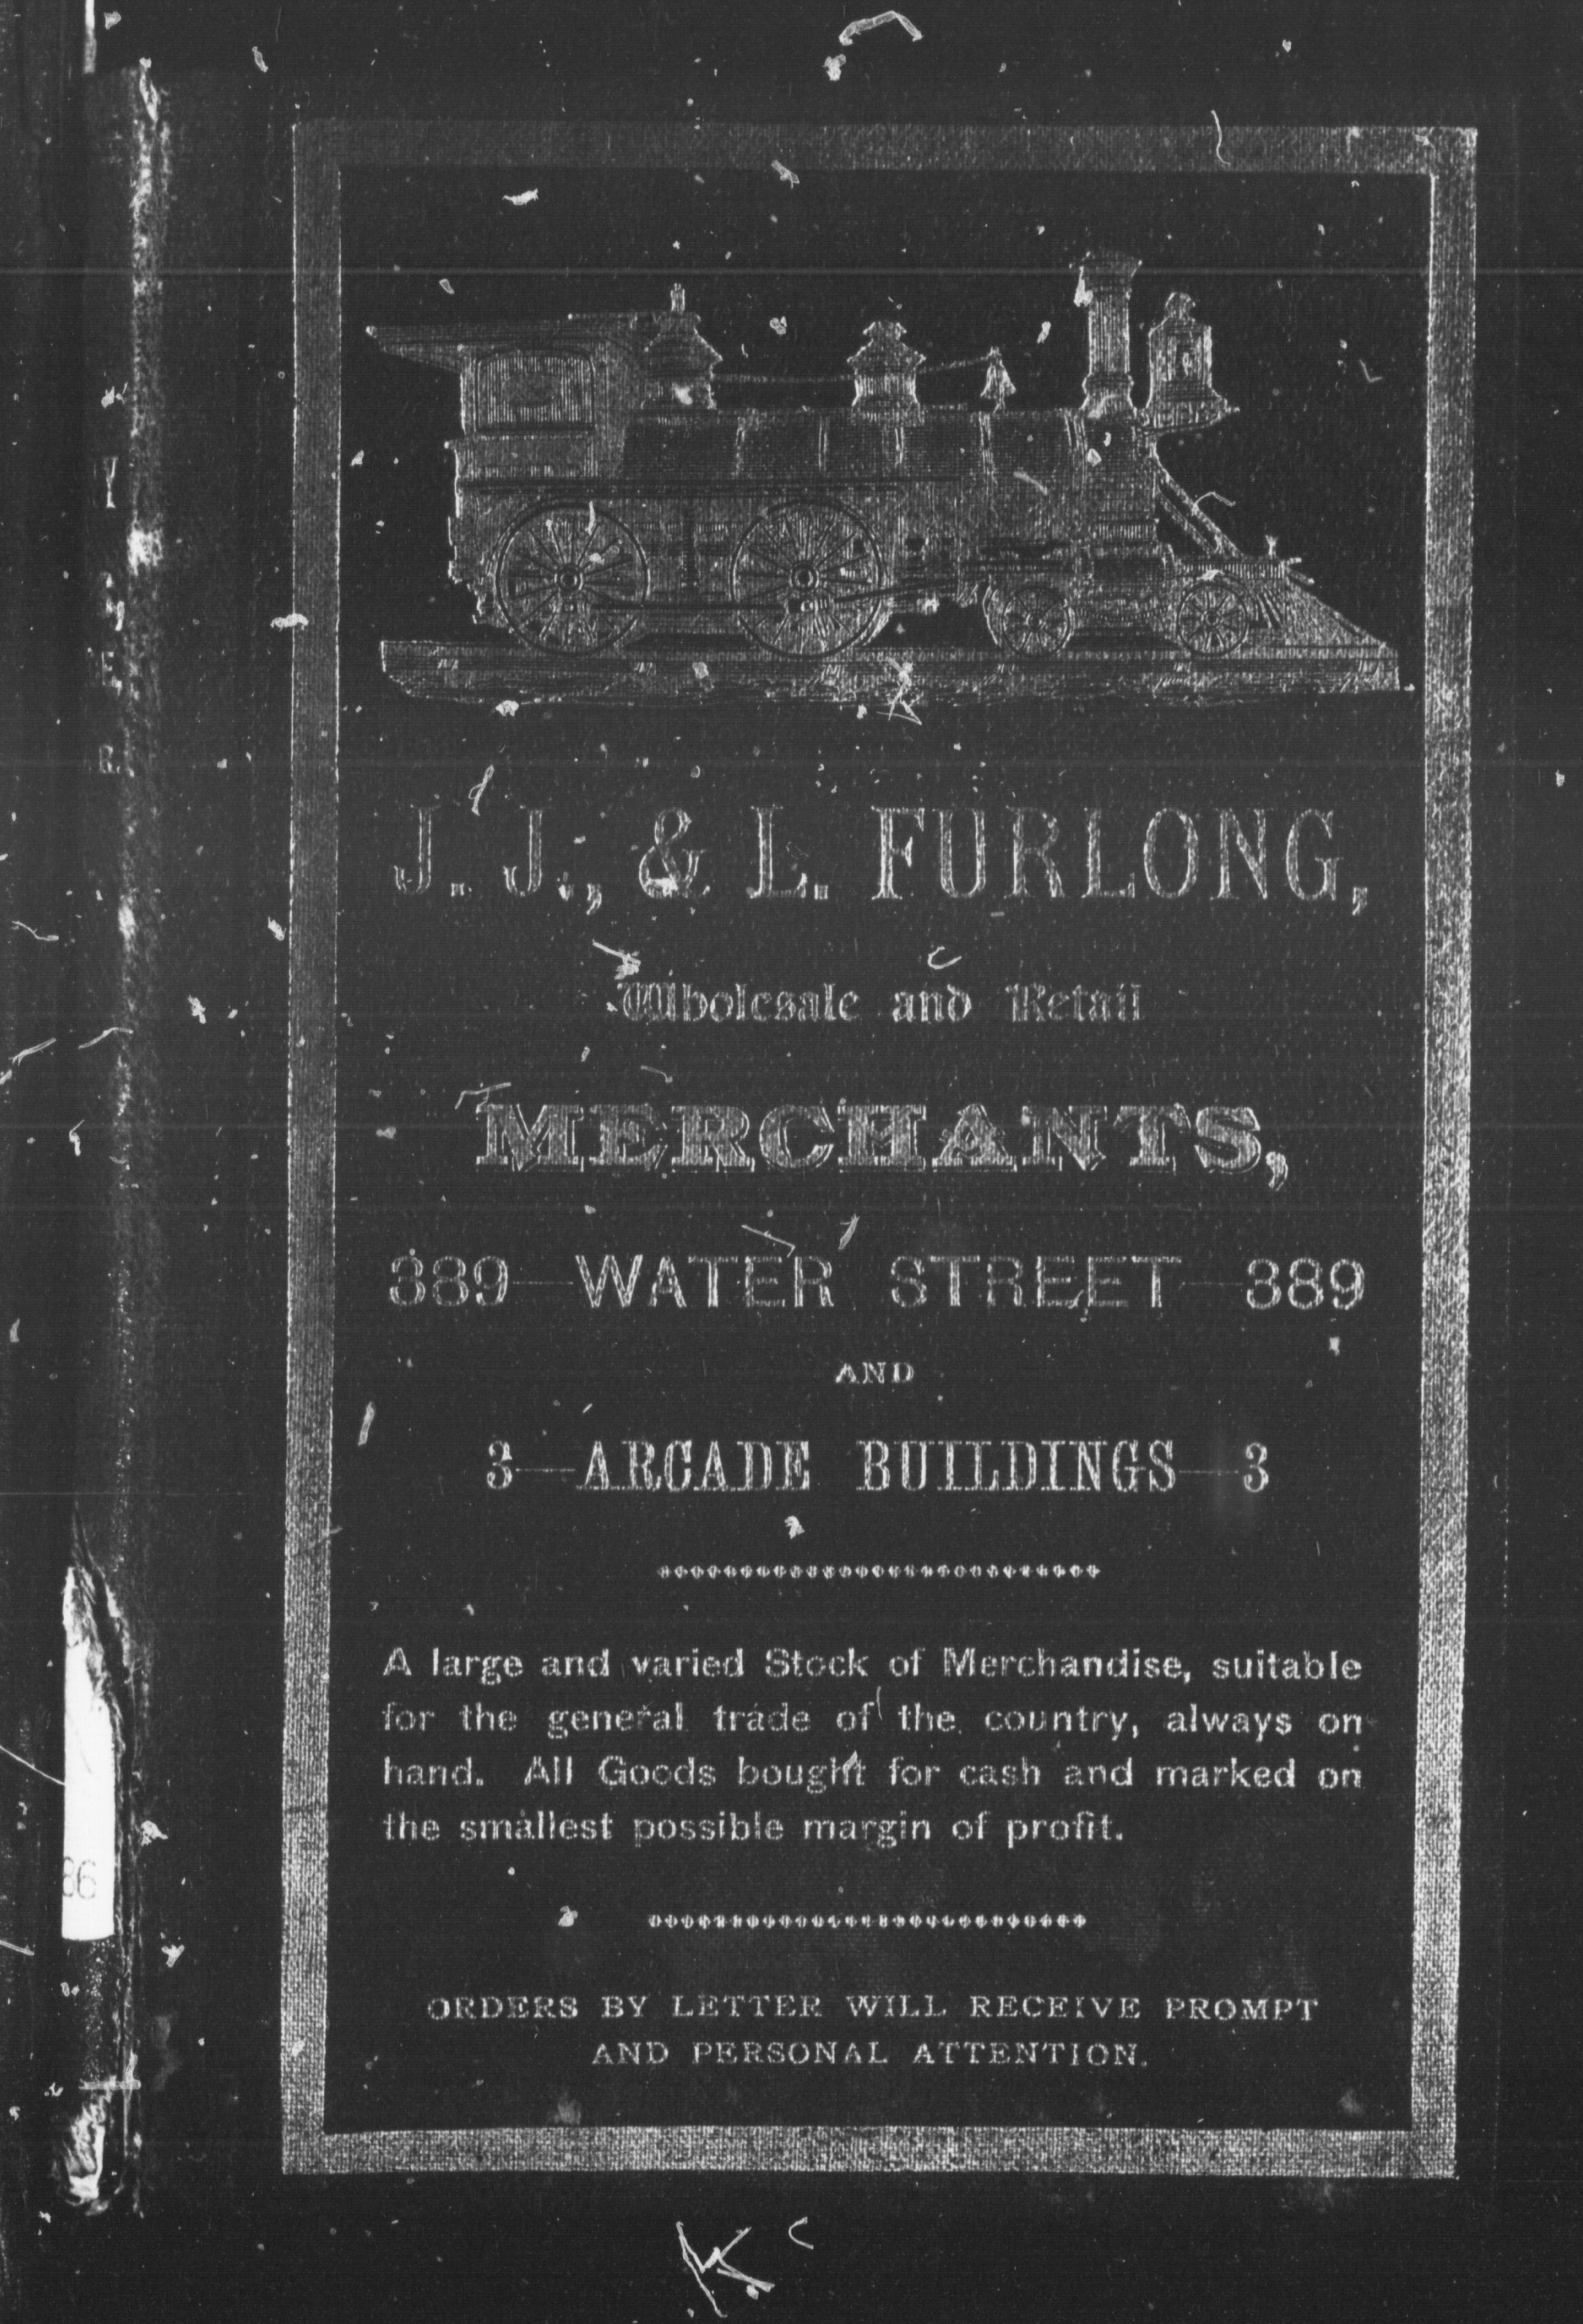 J. J., & L. FURLONG,
Wholesale and Retail
MERCHANTS,
389—WATER STREET—389
AND
3—ARCADE BUILDINGS—3
A large and varied Stock of Merchandise, suitable
for the general trade of the country, always on
hand. All Goods bought for cash and marked on
the smallest possible margin of profit.
ORDERS BY LETTER WILL RECEIVE PROMPT
AND PERSONAL ATTENTION.